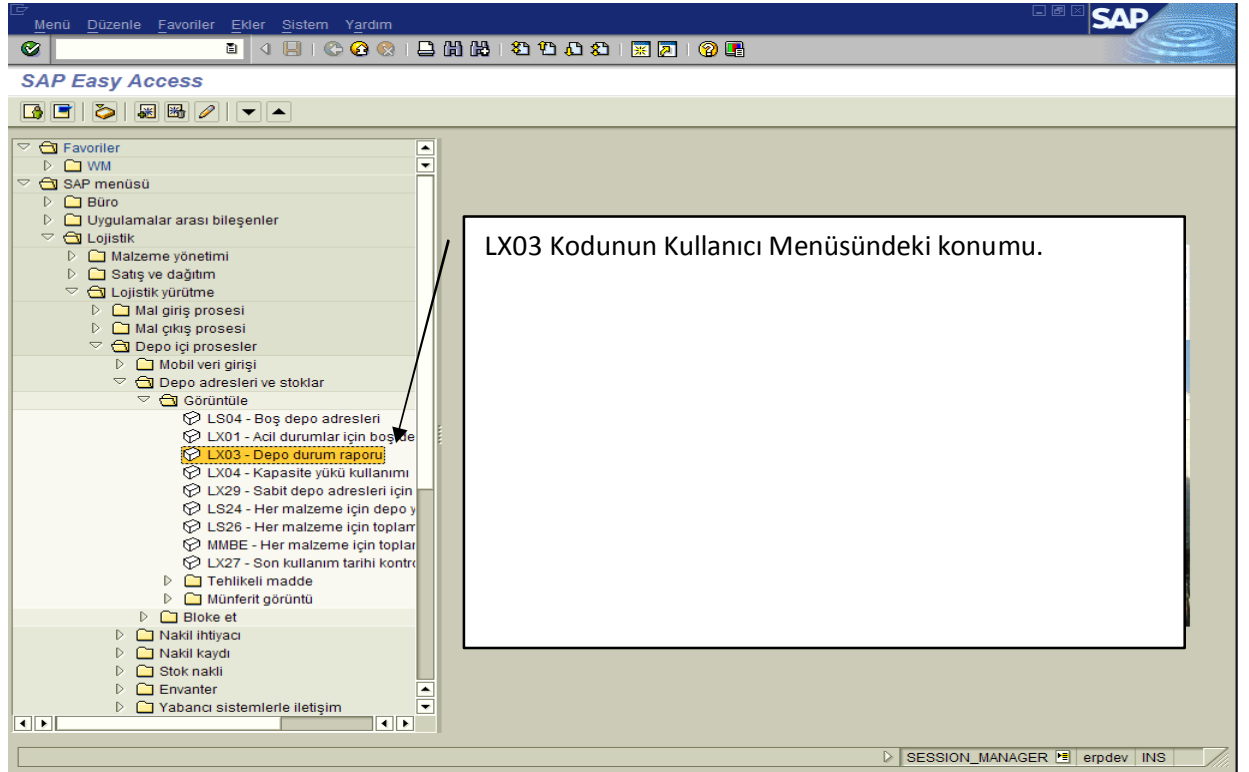 Menü Düzenle Favoriler Ekler Sistem Yardım
SAP
SAP Easy Access
Favoriler
WM
SAP menüsü
Büro
Uygulamalar arası bileşenler
Lojistik
Malzeme yönetimi
Satış ve dağıtım
Lojistik yürütme
Mal giriş prosesi
Mal çıkış prosesi
Depo içi prosesler
Mobil veri girişi
Depo adresleri ve stoklar
Görüntüle
LS04 - Boş depo adresleri
LX01 - Acil durumlar için boş de
LX03 - Depo durum raporu
LX04 - Kapasite yükü kullanımı
LX29 - Sabit depo adresleri için
LS24 - Her malzeme için depo y
LS26 - Her malzeme için toplam
MMBE - Her malzeme için toplar
LX27 - Son kullanım tarihi kontro
Tehlikeli madde
Münferit görüntü
Bloke et
Nakil ihtiyacı
Nakil kaydı
Stok nakli
Envanter
Yabancı sistemlerle iletişim
LX03 Kodunun Kullanıcı Menüsündeki konumu.
SESSION_MANAGER erpdev INS